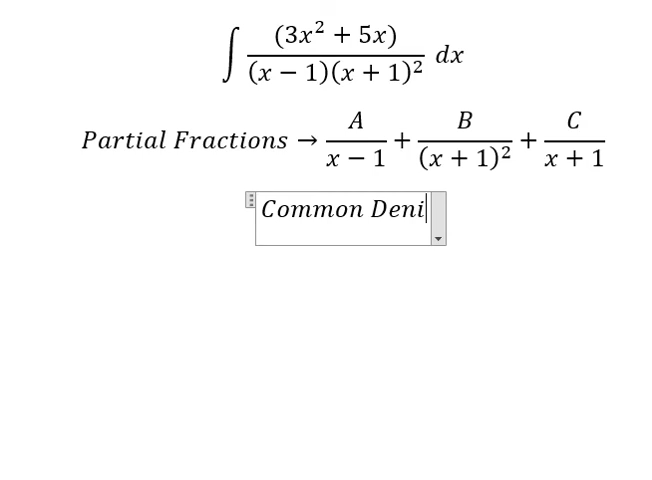 ∫ (3x² + 5x) / (x − 1)(x + 1)² dx
Partial Fractions → A / x − 1 + B / (x + 1)² + C / x + 1
Common Deni